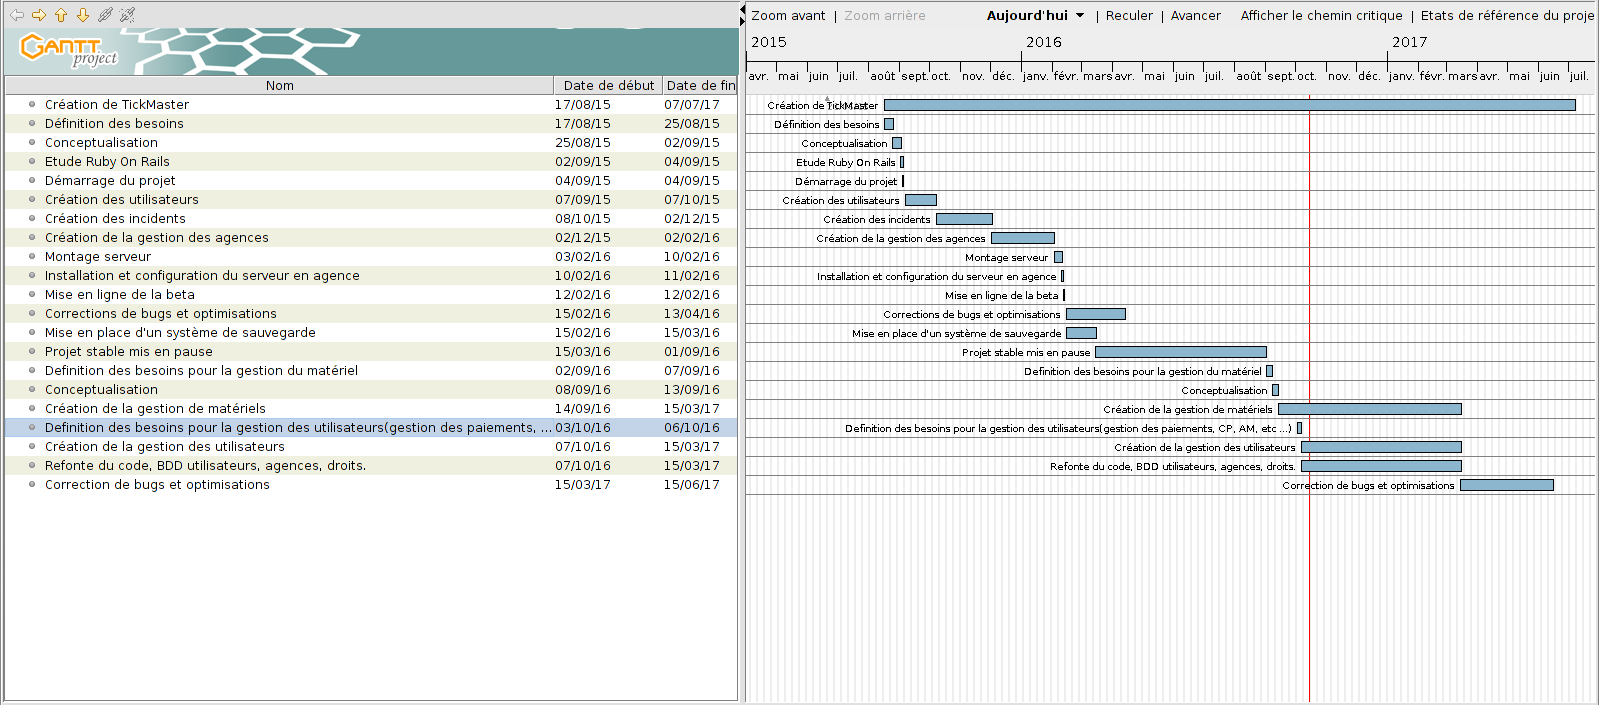 Zoom avant | Zoom arrière Aujourd'hui | Reculer | Avancer Afficher le chemin critique | Etats de référence du proje
GANTT
project
2015 2016 2017
avr. mai juin juil. août sept. oct. nov. déc. janv. févr. mars avr. mai juin juil. août sept. oct. nov. déc. janv. févr. mars avr. mai juin juil.
Nom Date de début Date de fin
Création de TickMaster 17/08/15 07/07/17
Définition des besoins 17/08/15 25/08/15
Conceptualisation 25/08/15 02/09/15
Etude Ruby On Rails 02/09/15 04/09/15
Démarrage du projet 04/09/15 04/09/15
Création des utilisateurs 07/09/15 07/10/15
Création des incidents 08/10/15 02/12/15
Création de la gestion des agences 02/12/15 02/02/16
Montage serveur 03/02/16 10/02/16
Installation et configuration du serveur en agence 10/02/16 11/02/16
Mise en ligne de la beta 12/02/16 12/02/16
Corrections de bugs et optimisations 15/02/16 13/04/16
Mise en place d'un système de sauvegarde 15/02/16 15/03/16
Projet stable mis en pause 15/03/16 01/09/16
Definition des besoins pour la gestion du matériel 02/09/16 07/09/16
Conceptualisation 08/09/16 13/09/16
Création de la gestion de matériels 14/09/16 15/03/17
Definition des besoins pour la gestion des utilisateurs(gestion des paiements, ... 03/10/16 06/10/16
Création de la gestion des utilisateurs 07/10/16 15/03/17
Refonte du code, BDD utilisateurs, agences, droits. 07/10/16 15/03/17
Correction de bugs et optimisations 15/03/17 15/06/17
Création de TickMaster
Définition des besoins
Conceptualisation
Etude Ruby On Rails
Démarrage du projet
Création des utilisateurs
Création des incidents
Création de la gestion des agences
Montage serveur
Installation et configuration du serveur en agence
Mise en ligne de la beta
Corrections de bugs et optimisations
Mise en place d'un système de sauvegarde
Projet stable mis en pause
Definition des besoins pour la gestion du matériel
Conceptualisation
Création de la gestion de matériels
Definition des besoins pour la gestion des utilisateurs(gestion des paiements, CP, AM, etc ...)
Création de la gestion des utilisateurs
Refonte du code, BDD utilisateurs, agences, droits.
Correction de bugs et optimisations